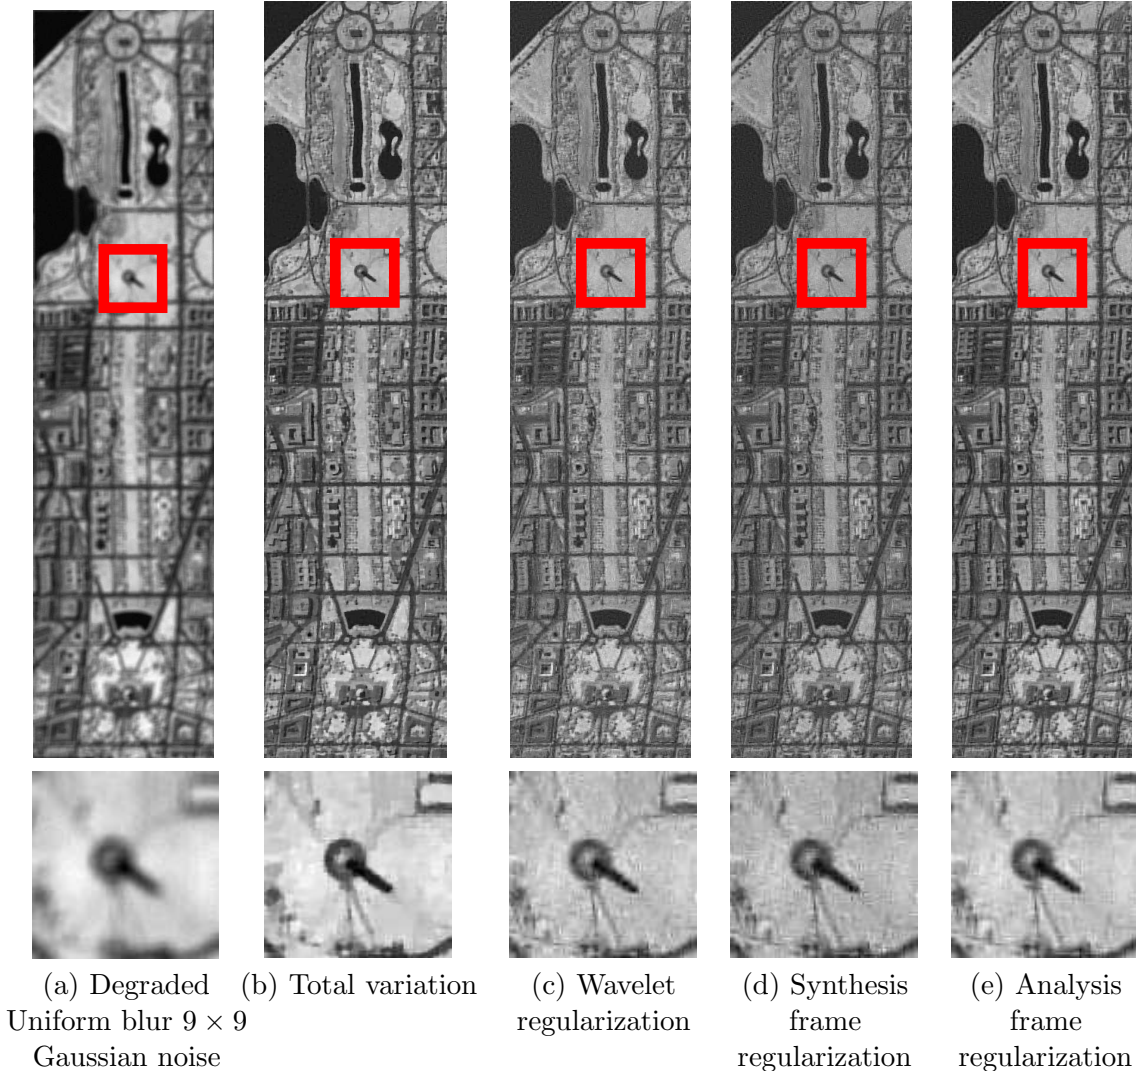 (a) Degraded
Uniform blur 9 × 9
Gaussian noise
(b) Total variation
(c) Wavelet
regularization
(d) Synthesis
frame
regularization
(e) Analysis
frame
regularization